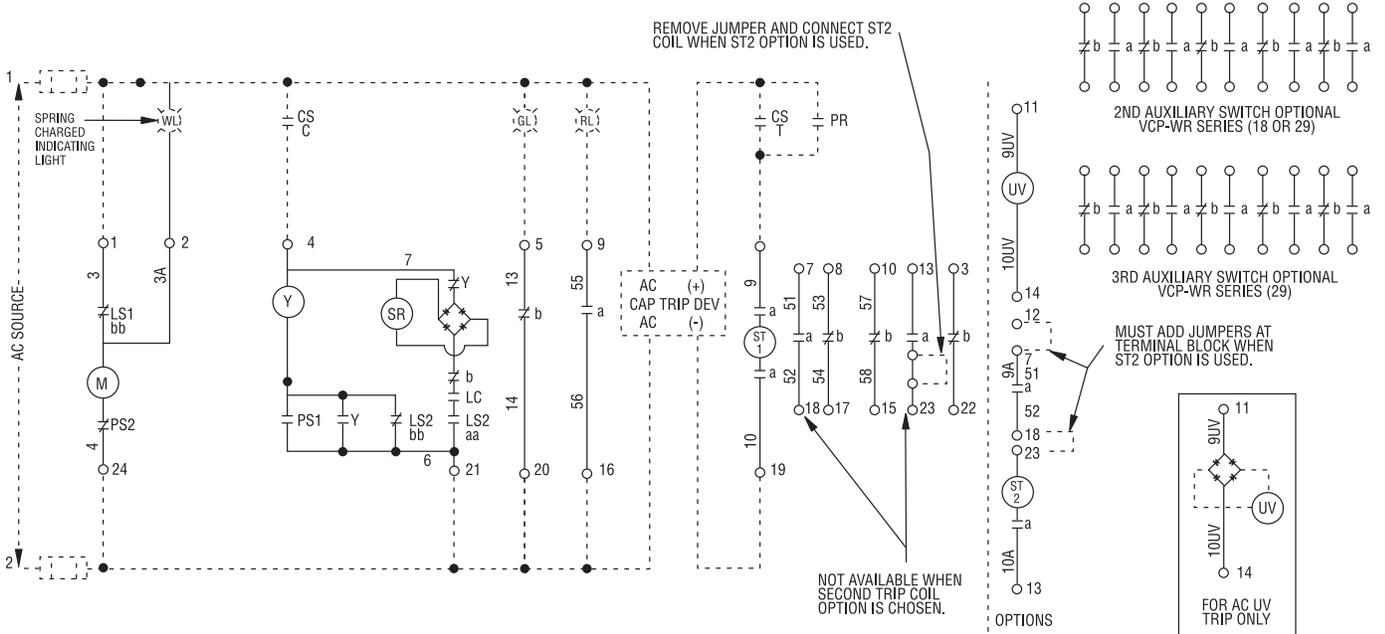 REMOVE JUMPER AND CONNECT ST2
COIL WHEN ST2 OPTION IS USED.
b a b a b a b a b a
2ND AUXILIARY SWITCH OPTIONAL
VCP-WR SERIES (18 OR 29)
b a b a b a b a b a
3RD AUXILIARY SWITCH OPTIONAL
VCP-WR SERIES (29)
1
AC SOURCE
2
SPRING
CHARGED
INDICATING
LIGHT
WL
1
2
3
3A
LS1
bb
M
PS2
4
24
CS
C
4
7
Y
Y
SR
b
LC
LS2
aa
PS1
Y
LS2
bb
6
21
GL
5
13
b
14
20
RL
9
55
a
56
16
AC (+)
CAP TRIP DEV
AC (-)
CS
T
PR
9
a
ST
1
a
10
19
7 8 10 13 3
51 53 57
a b b a b
52 54 58
18 17 15 23 22
NOT AVAILABLE WHEN
SECOND TRIP COIL
OPTION IS CHOSEN.
11
9UV
UV
10UV
14
12
7
9A
51
a
52
18
23
ST
2
a
10A
13
OPTIONS
MUST ADD JUMPERS AT
TERMINAL BLOCK WHEN
ST2 OPTION IS USED.
11
9UV
UV
10UV
14
FOR AC UV
TRIP ONLY